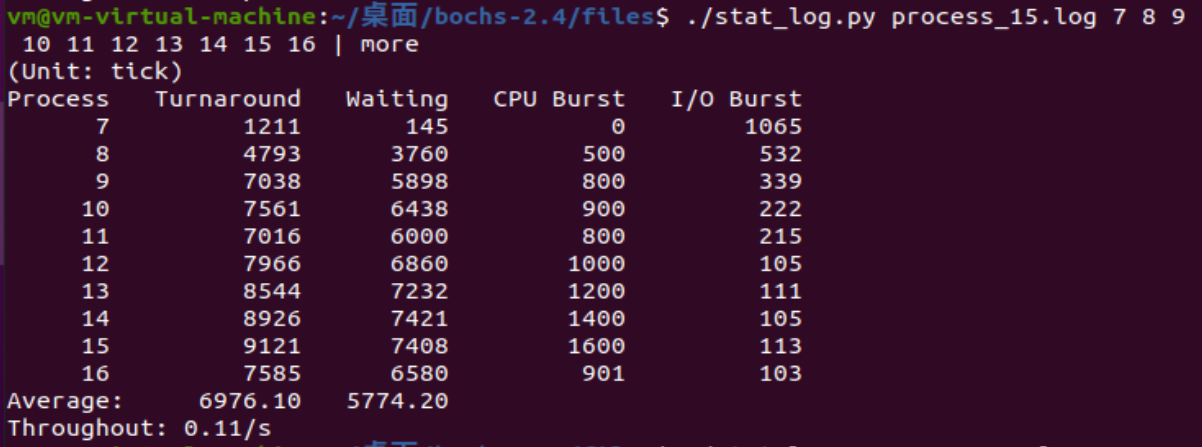 vm@vm-virtual-machine:~/桌面/bochs-2.4/files$ ./stat_log.py process_15.log 7 8 9
 10 11 12 13 14 15 16 | more
(Unit: tick)
Process   Turnaround   Waiting   CPU Burst   I/O Burst
      7         1211       145           0        1065
      8         4793      3760         500         532
      9         7038      5898         800         339
     10         7561      6438         900         222
     11         7016      6000         800         215
     12         7966      6860        1000         105
     13         8544      7232        1200         111
     14         8926      7421        1400         105
     15         9121      7408        1600         113
     16         7585      6580         901         103
Average:     6976.10   5774.20
Throughout: 0.11/s